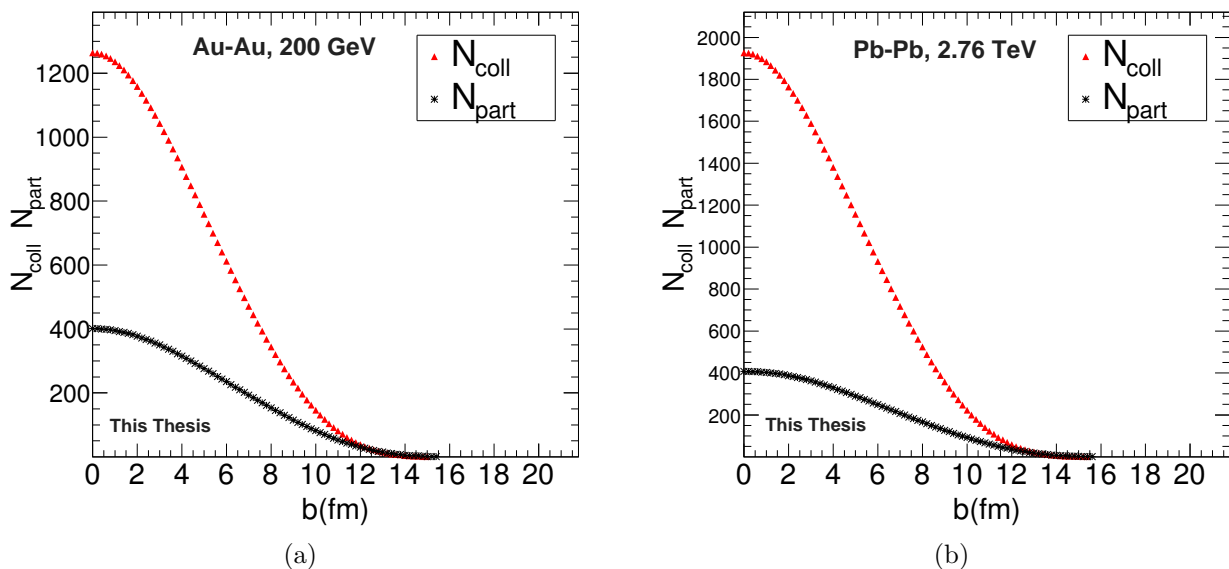 Au-Au, 200 GeV
N_coll
N_part
N_coll N_part
1200
1000
800
600
400
200
This Thesis
0 2 4 6 8 10 12 14 16 18 20
b(fm)
(a)
Pb-Pb, 2.76 TeV
N_coll
N_part
N_coll N_part
2000
1800
1600
1400
1200
1000
800
600
400
200
This Thesis
0 2 4 6 8 10 12 14 16 18 20
b(fm)
(b)